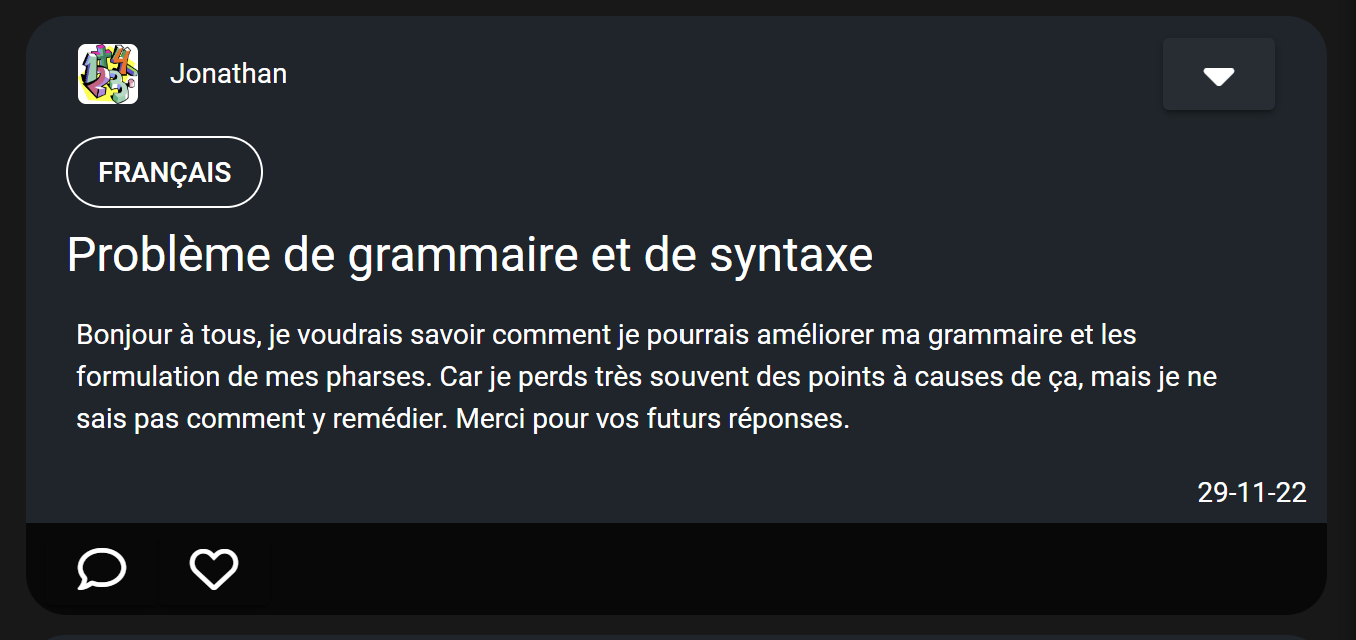 Jonathan
FRANÇAIS
Problème de grammaire et de syntaxe
Bonjour à tous, je voudrais savoir comment je pourrais améliorer ma grammaire et les
formulation de mes pharses. Car je perds très souvent des points à causes de ça, mais je ne
sais pas comment y remédier. Merci pour vos futurs réponses.
29-11-22